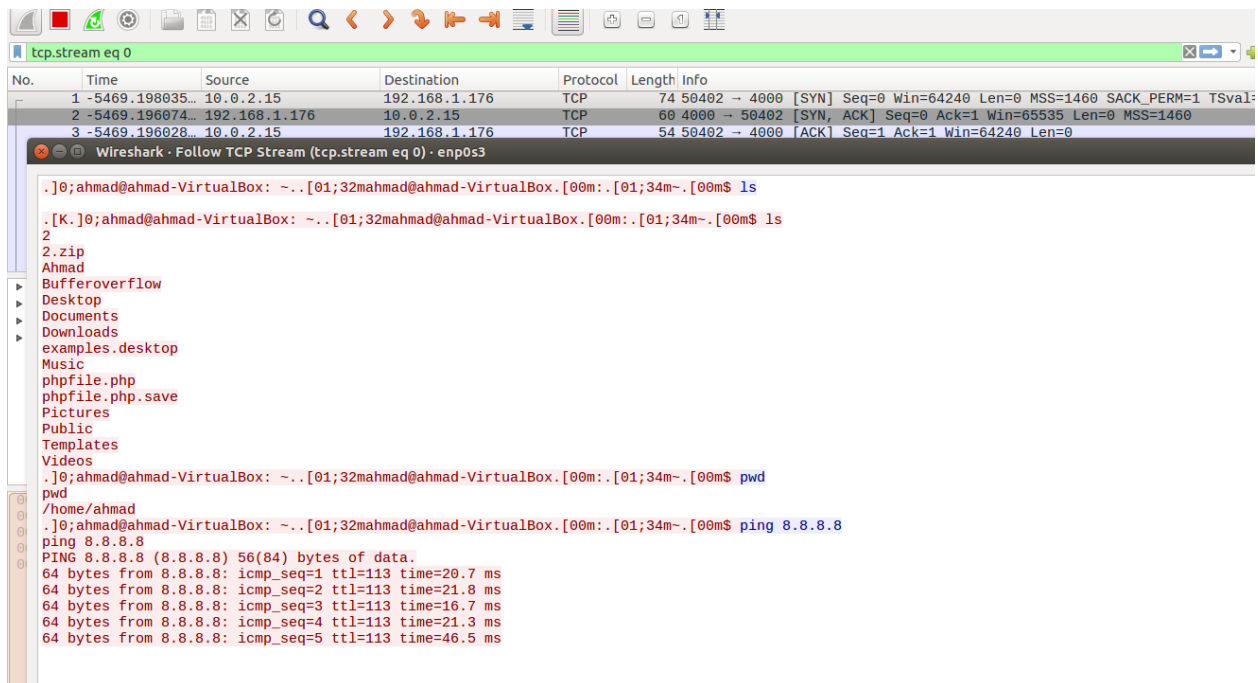 tcp.stream eq 0
No. Time Source Destination Protocol Length Info
1 -5469.198035… 10.0.2.15 192.168.1.176 TCP 74 50402 → 4000 [SYN] Seq=0 Win=64240 Len=0 MSS=1460 SACK_PERM=1 TSval=
2 -5469.196074… 192.168.1.176 10.0.2.15 TCP 60 4000 → 50402 [SYN, ACK] Seq=0 Ack=1 Win=65535 Len=0 MSS=1460
3 -5469.196028… 10.0.2.15 192.168.1.176 TCP 54 50402 → 4000 [ACK] Seq=1 Ack=1 Win=64240 Len=0
Wireshark · Follow TCP Stream (tcp.stream eq 0) · enp0s3
.]0;ahmad@ahmad-VirtualBox: ~..[01;32mahmad@ahmad-VirtualBox.[00m:.[01;34m~.[00m$ ls
.[K.]0;ahmad@ahmad-VirtualBox: ~..[01;32mahmad@ahmad-VirtualBox.[00m:.[01;34m~.[00m$ ls
2
2.zip
Ahmad
Bufferoverflow
Desktop
Documents
Downloads
examples.desktop
Music
phpfile.php
phpfile.php.save
Pictures
Public
Templates
Videos
.]0;ahmad@ahmad-VirtualBox: ~..[01;32mahmad@ahmad-VirtualBox.[00m:.[01;34m~.[00m$ pwd
pwd
/home/ahmad
.]0;ahmad@ahmad-VirtualBox: ~..[01;32mahmad@ahmad-VirtualBox.[00m:.[01;34m~.[00m$ ping 8.8.8.8
ping 8.8.8.8
PING 8.8.8.8 (8.8.8.8) 56(84) bytes of data.
64 bytes from 8.8.8.8: icmp_seq=1 ttl=113 time=20.7 ms
64 bytes from 8.8.8.8: icmp_seq=2 ttl=113 time=21.8 ms
64 bytes from 8.8.8.8: icmp_seq=3 ttl=113 time=16.7 ms
64 bytes from 8.8.8.8: icmp_seq=4 ttl=113 time=21.3 ms
64 bytes from 8.8.8.8: icmp_seq=5 ttl=113 time=46.5 ms